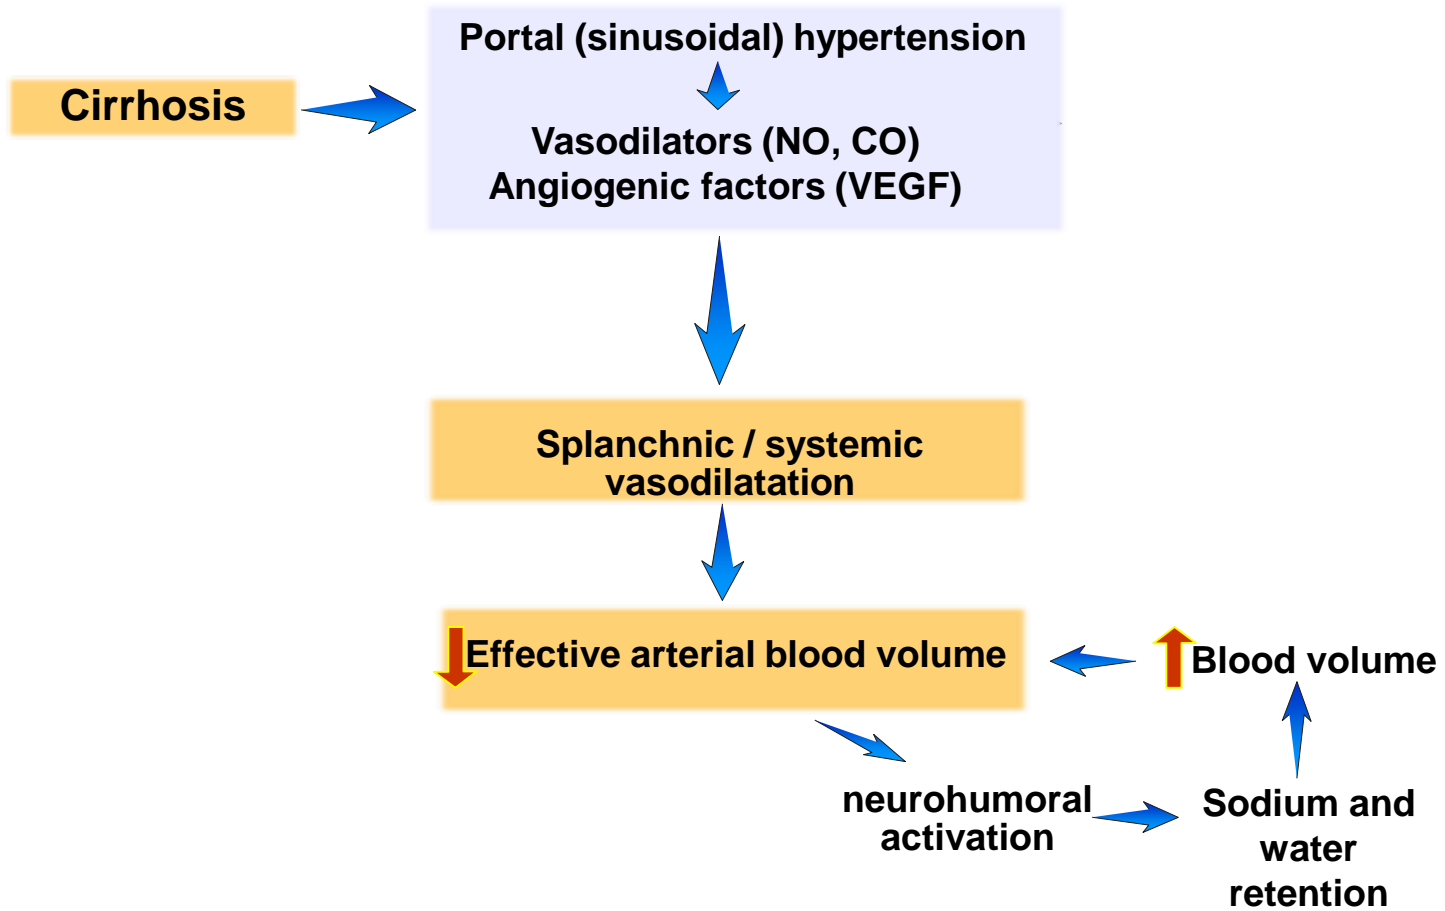 Portal (sinusoidal) hypertension
Cirrhosis
Vasodilators (NO, CO)
Angiogenic factors (VEGF)
Splanchnic / systemic
vasodilatation
Effective arterial blood volume
Blood volume
neurohumoral
activation
Sodium and
water
retention